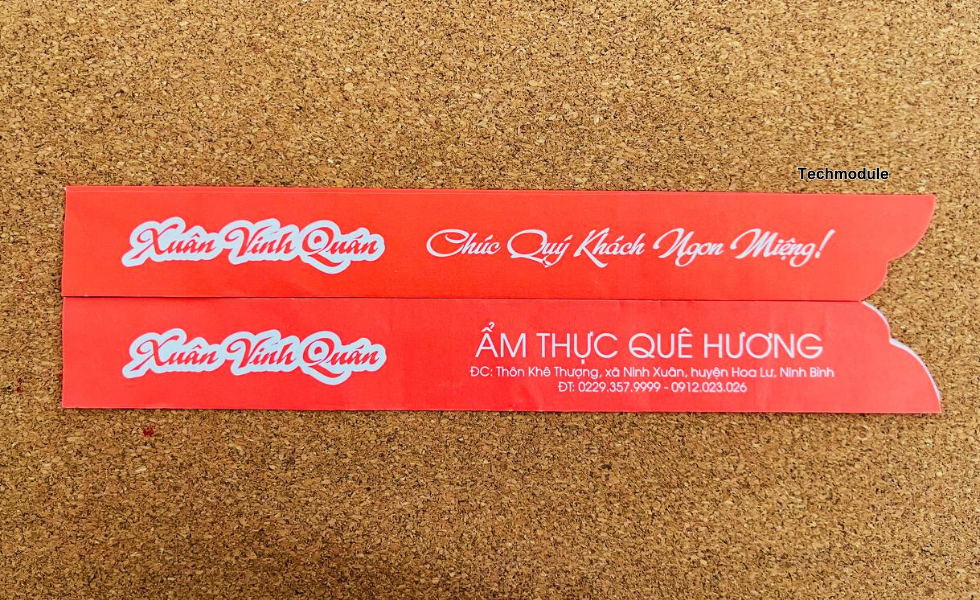 Techmodule
Xuân Vinh Quán
Chúc Quý Khách Ngon Miệng!
Xuân Vinh Quán
ẨM THỰC QUÊ HƯƠNG
ĐC: Thôn Khê Thượng, xã Ninh Xuân, huyện Hoa Lư, Ninh Bình
ĐT: 0229.357.9999 - 0912.023.026